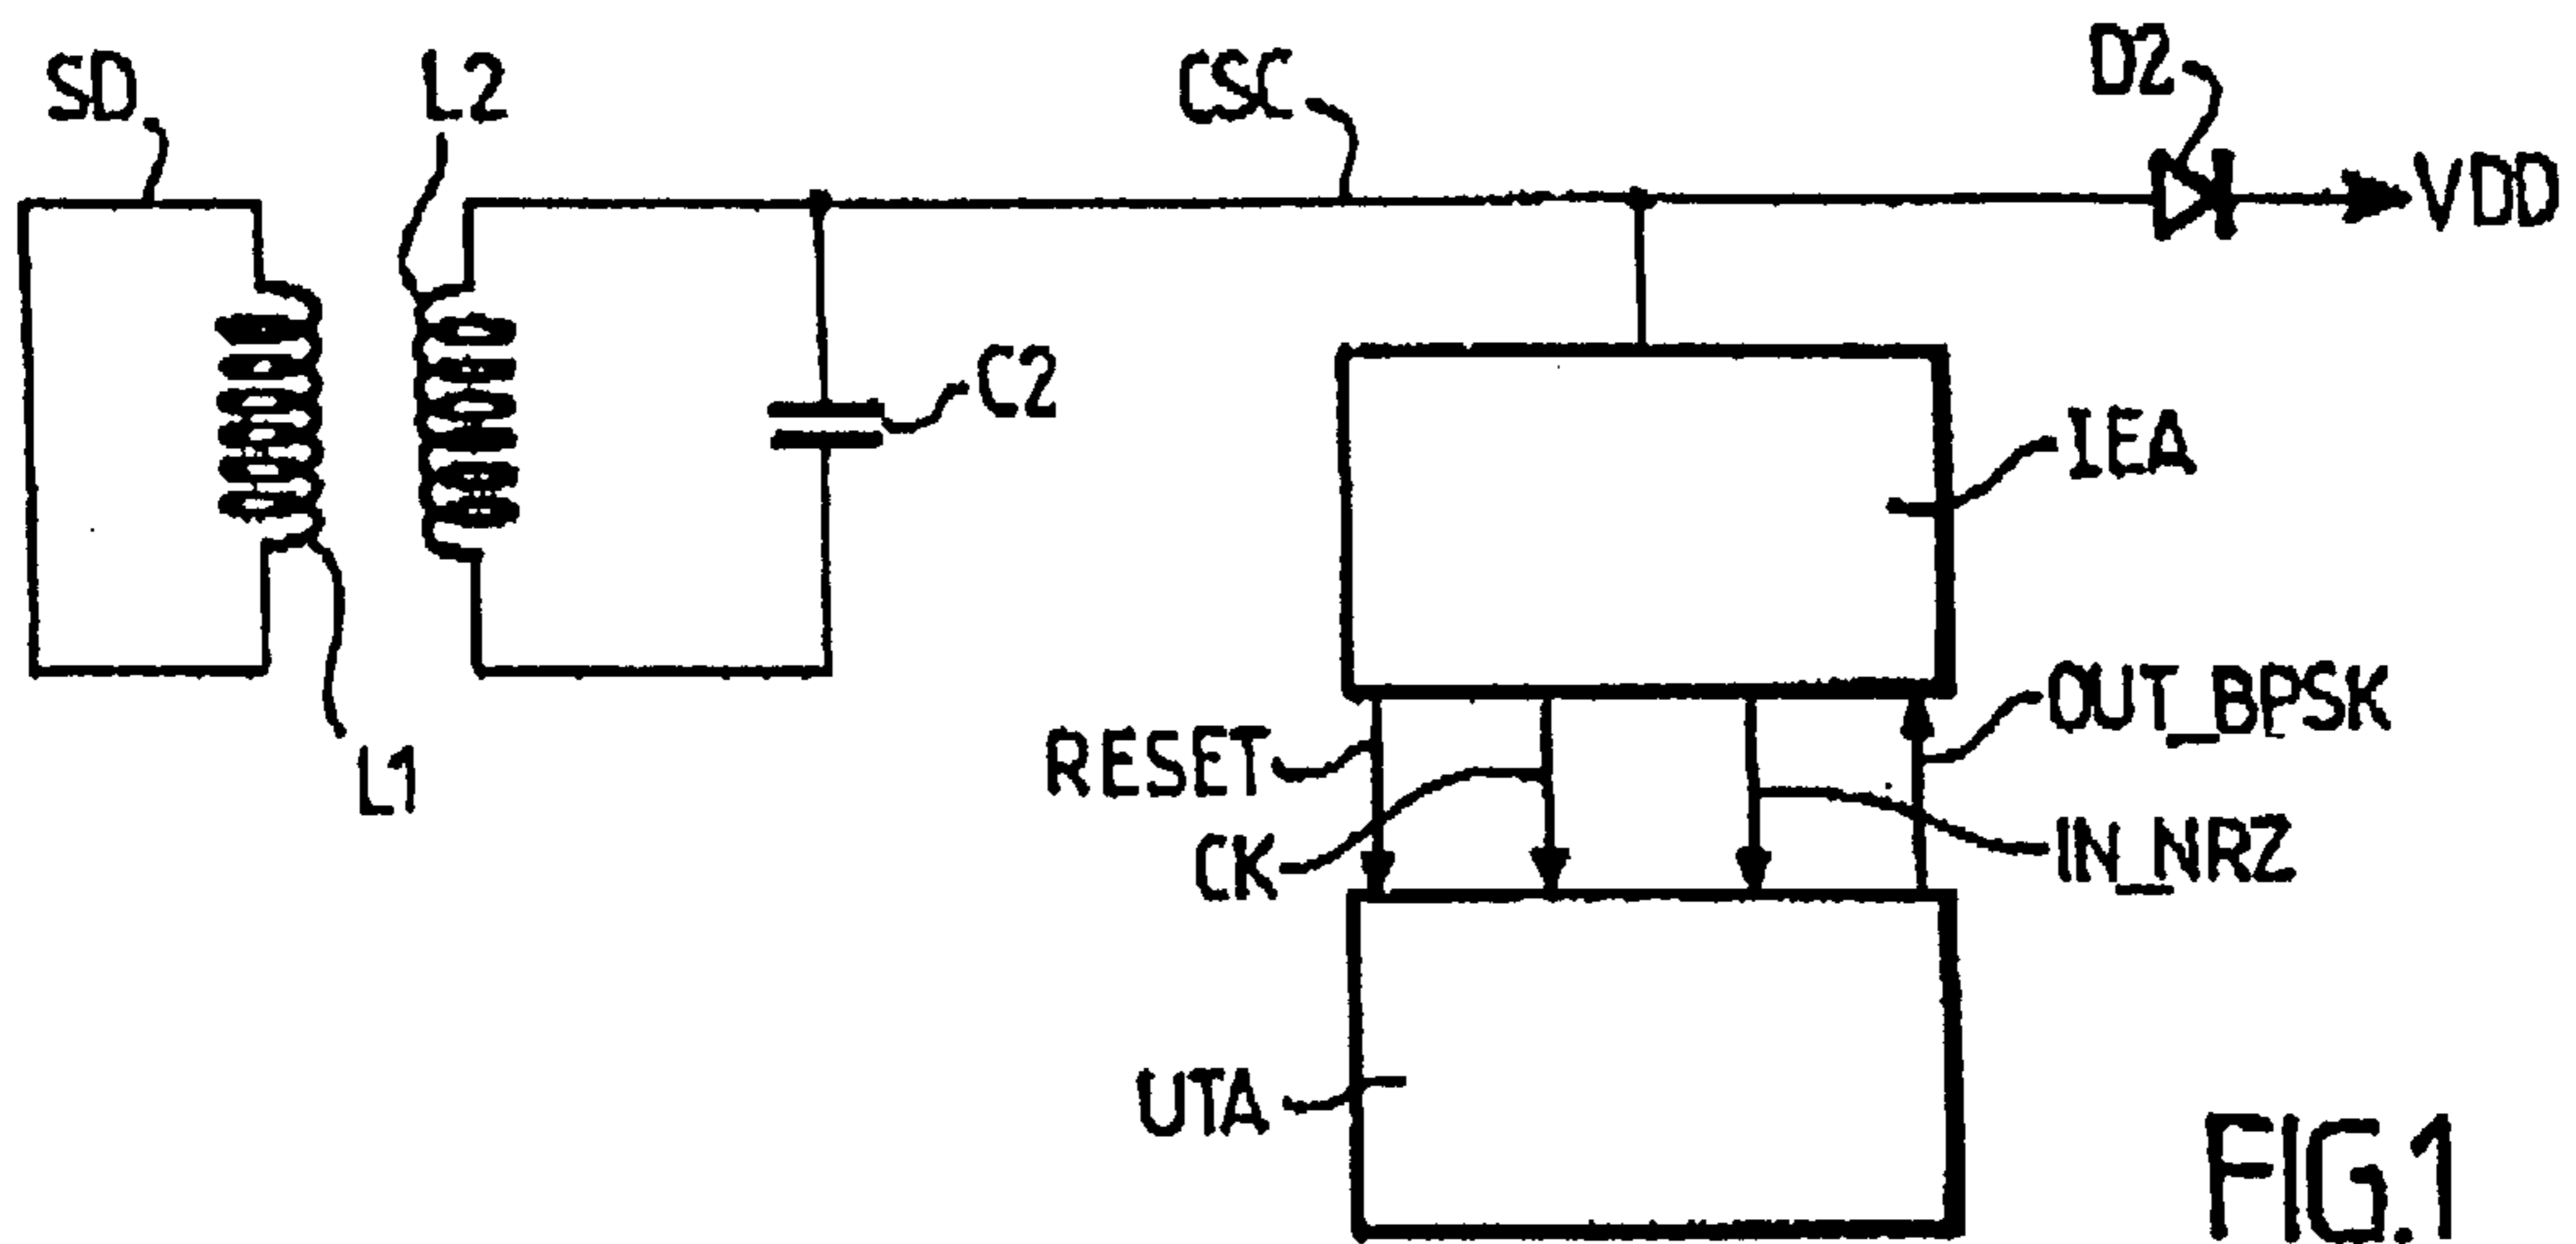 SD
L2
CSC
D2
VDD
C2
IEA
L1
RESET
OUT_BPSK
CK
IN_NRZ
UTA
FIG.1